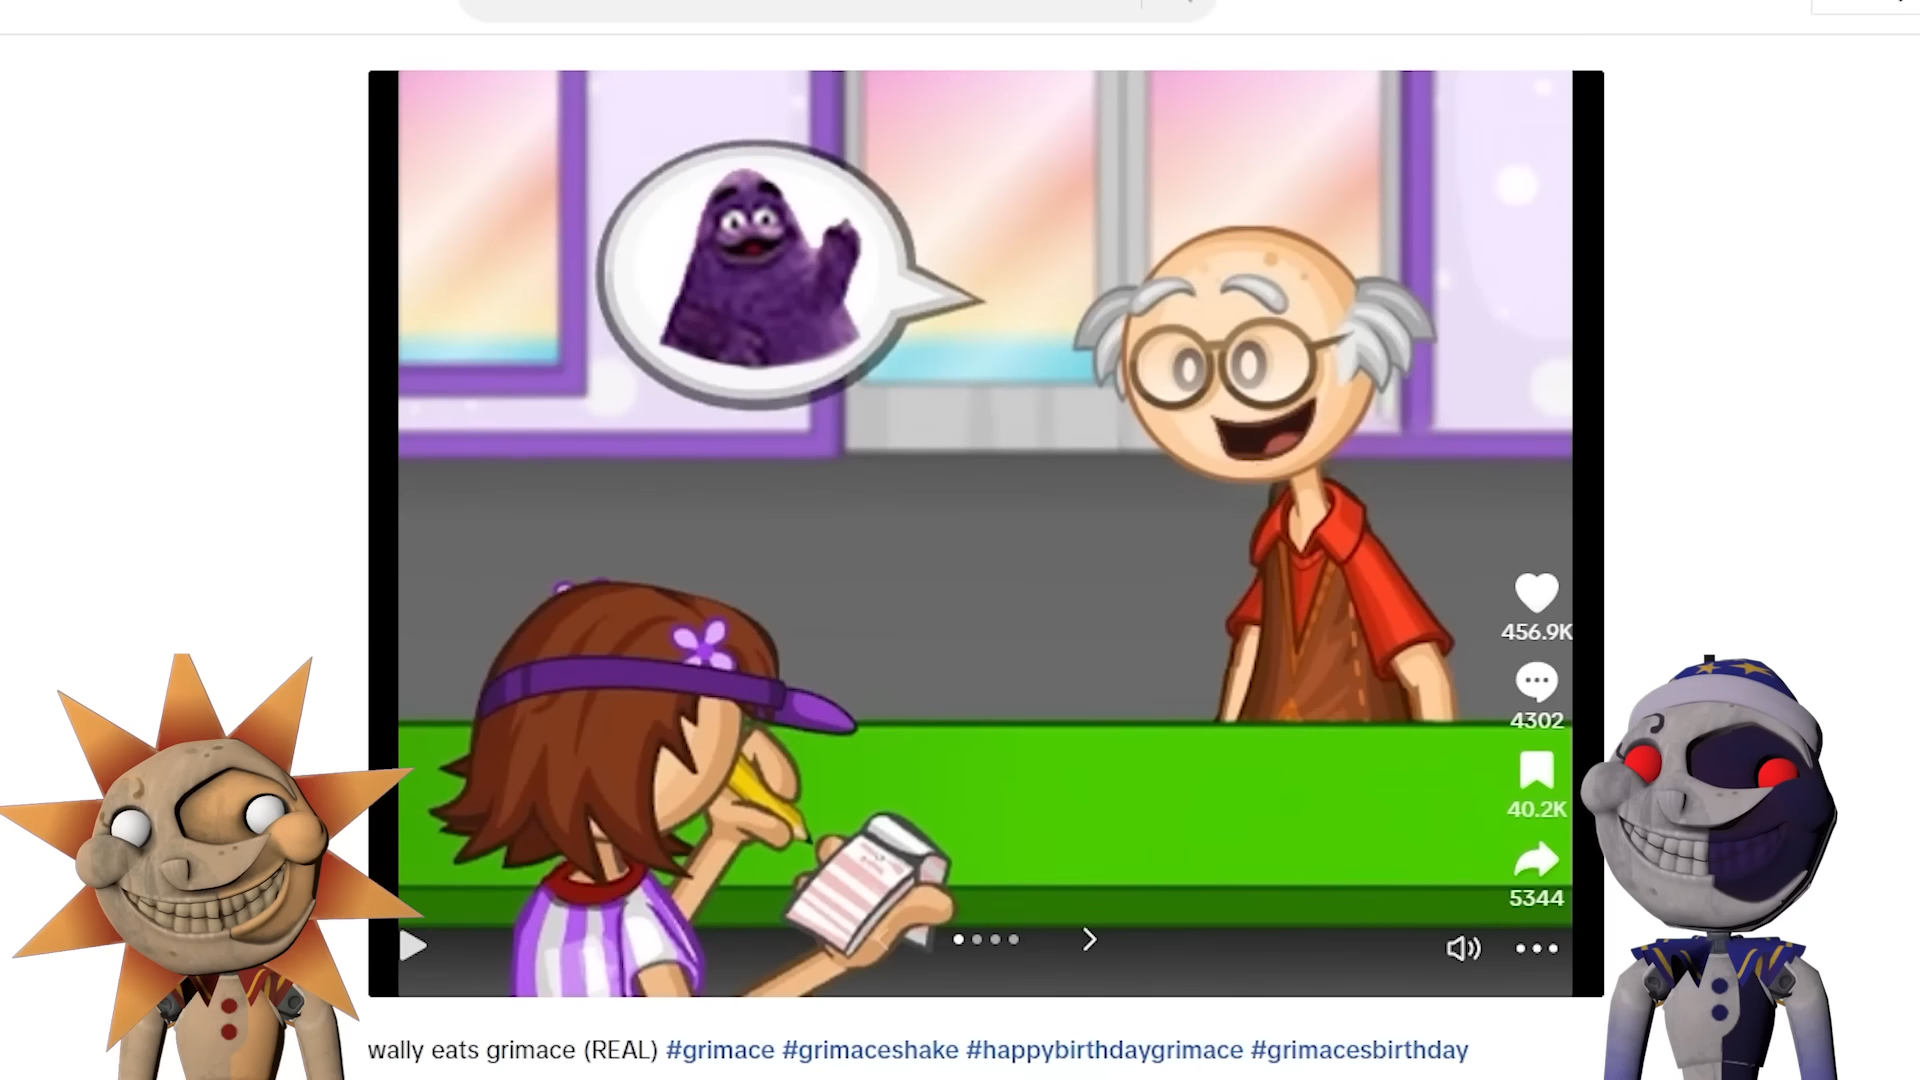 456.9K
4302
40.2K
5344
wally eats grimace (REAL) #grimace #grimaceshake #happybirthdaygrimace #grimacesbirthday